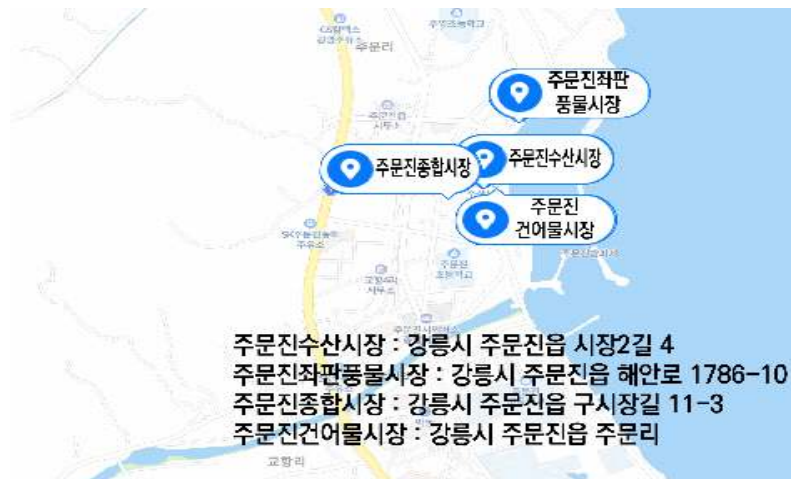 주문리
주문진좌판
풍물시장
주문진종합시장
주문진수산시장
주문진
건어물시장
주문진수산시장 : 강릉시 주문진읍 시장2길 4
주문진좌판풍물시장 : 강릉시 주문진읍 해안로 1786-10
주문진종합시장 : 강릉시 주문진읍 구시장길 11-3
주문진건어물시장 : 강릉시 주문진읍 주문리
교항리